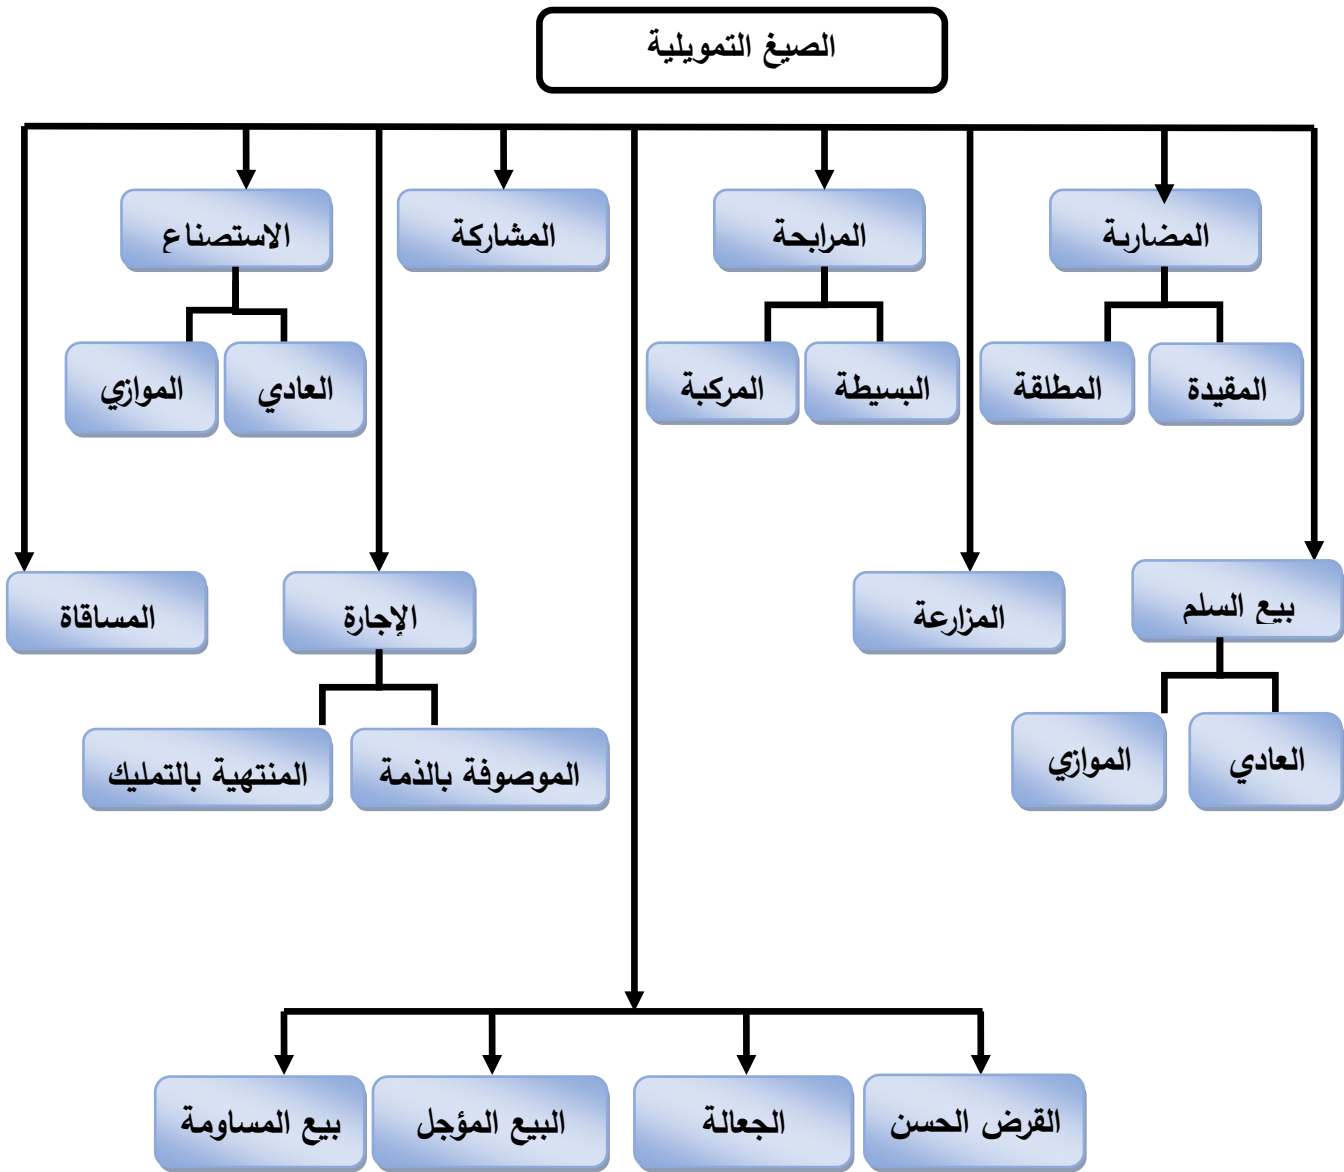 الصيغ التمويلية
المضاربة
المرابحة
المشاركة
الاستصناع
المقيدة
المطلقة
البسيطة
المركبة
العادي
الموازي
بيع السلم
المزارعة
الإجارة
المساقاة
العادي
الموازي
الموصوفة بالذمة
المنتهية بالتمليك
القرض الحسن
الجعالة
البيع المؤجل
بيع المساومة